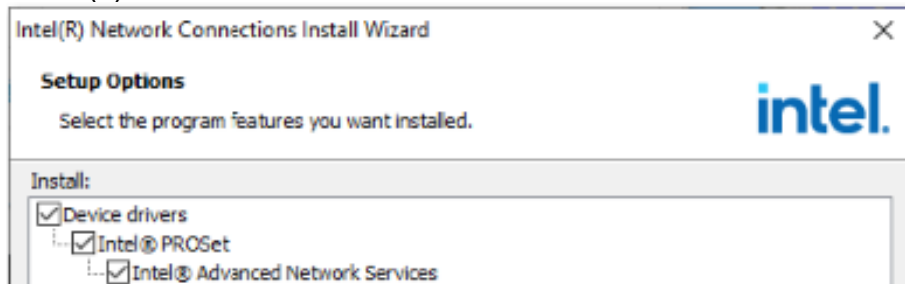 Intel(R) Network Connections Install Wizard
Setup Options
Select the program features you want installed.
intel.
Install:
Device drivers
Intel® PROSet
Intel® Advanced Network Services